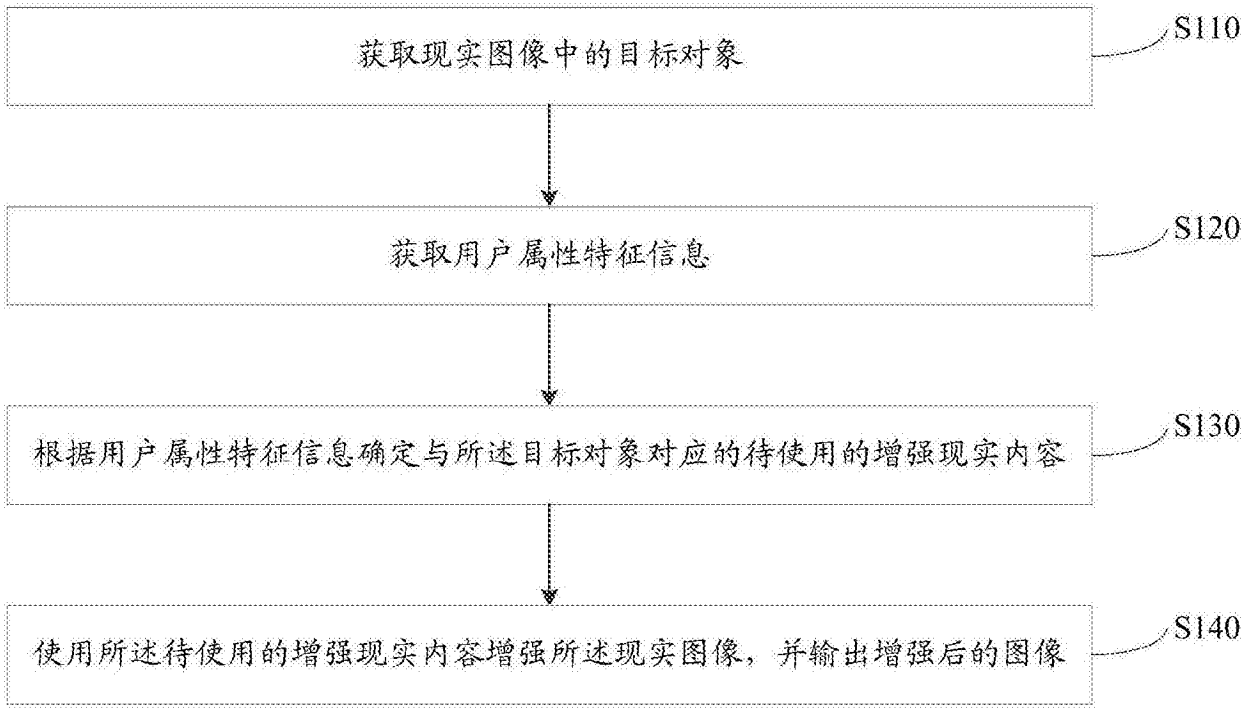 获取现实图像中的目标对象
S110
获取用户属性特征信息
S120
根据用户属性特征信息确定与所述目标对象对应的待使用的增强现实内容
S130
使用所述待使用的增强现实内容增强所述现实图像，并输出增强后的图像
S140